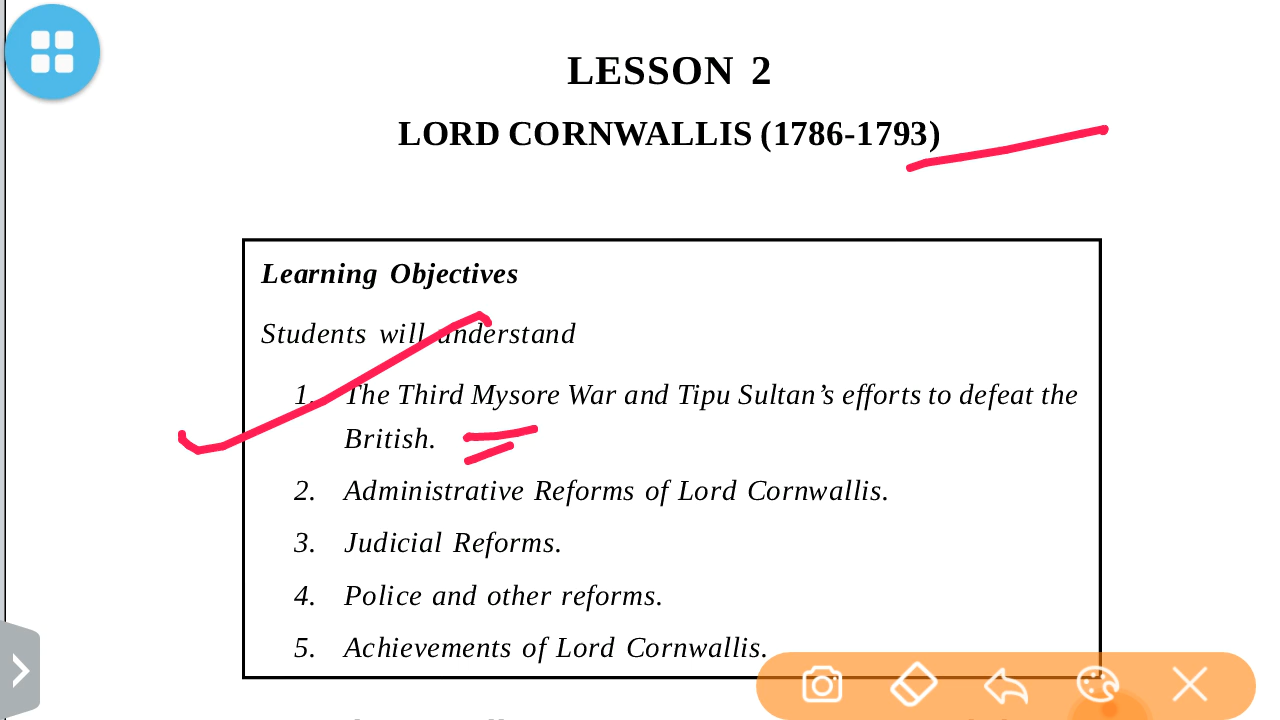 LESSON 2
LORD CORNWALLIS (1786-1793)
Learning Objectives
Students will understand
1. The Third Mysore War and Tipu Sultan’s efforts to defeat the
British.
2. Administrative Reforms of Lord Cornwallis.
3. Judicial Reforms.
4. Police and other reforms.
5. Achievements of Lord Cornwallis.